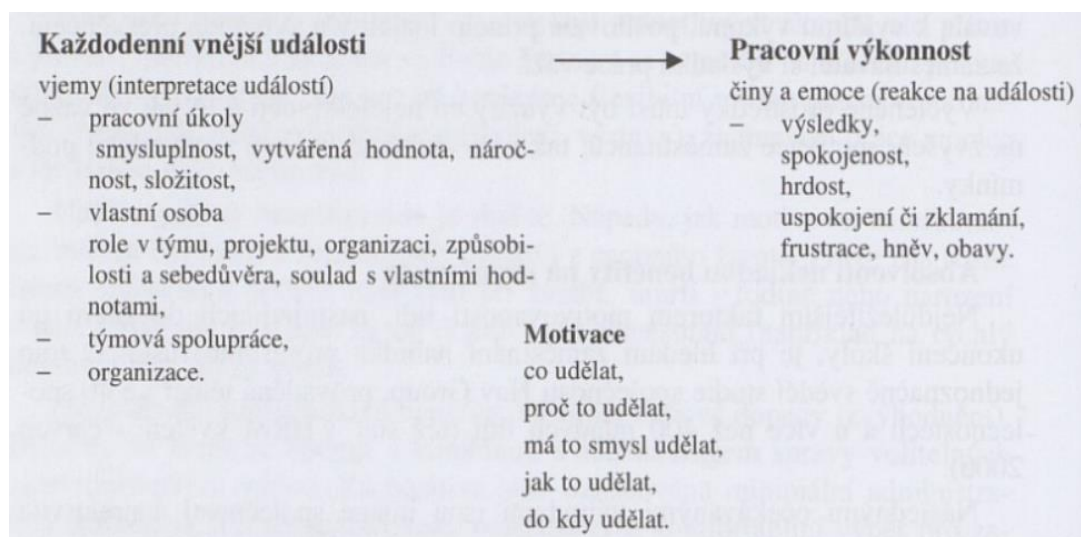 Každodenní vnější události
vjemy (interpretace událostí)
– pracovní úkoly
smysluplnost, vytvářená hodnota, nároč-
nost, složitost,
– vlastní osoba
role v týmu, projektu, organizaci, způsobi-
losti a sebedůvěra, soulad s vlastními hod-
notami,
– týmová spolupráce,
– organizace.
Pracovní výkonnost
činy a emoce (reakce na události)
– výsledky,
spokojenost,
hrdost,
uspokojení či zklamání,
frustrace, hněv, obavy.
Motivace
co udělat,
proč to udělat,
má to smysl udělat,
jak to udělat,
do kdy udělat.